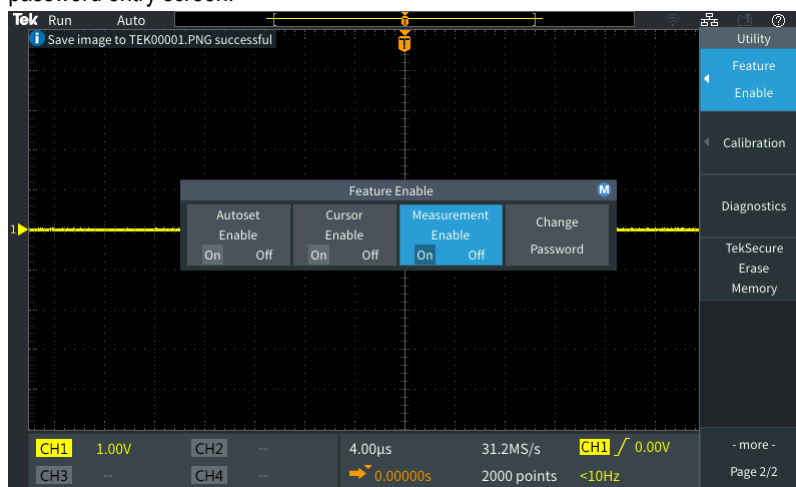 password entry screen.
Tek Run Auto
T
Utility
i Save image to TEK00001.PNG successful
T
Feature
Enable
Calibration
Feature Enable M
Autoset
Enable
On Off
Cursor
Enable
On Off
Measurement
Enable
On Off
Change
Password
Diagnostics
1
TekSecure
Erase
Memory
CH1 1.00V CH2 -- 4.00µs 31.2MS/s CH1 0.00V
CH3 -- CH4 -- 0.00000s 2000 points <10Hz
- more -
Page 2/2